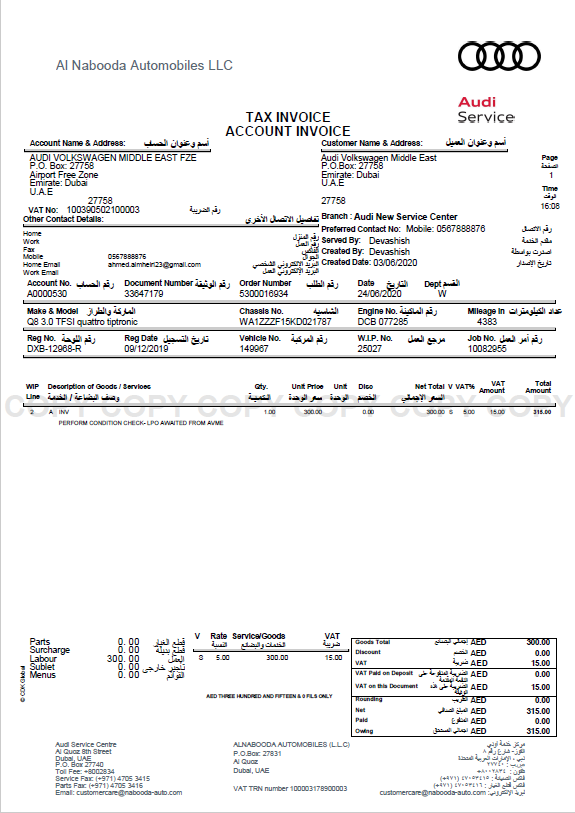 Al Nabooda Automobiles LLC
Audi
Service
TAX INVOICE
ACCOUNT INVOICE
Account Name & Address: أسم وعنوان الحساب
Customer Name & Address: أسم وعنوان العميل
AUDI VOLKSWAGEN MIDDLE EAST FZE
P.O. Box: 27758
Airport Free Zone
Emirate: Dubai
U.A.E
27758
VAT No: 100390502100003 رقم الضريبة
Audi Volkswagen Middle East
P.O.Box: 27758
Emirate: Dubai
U.A.E
27758
Page
الصفحة
1
Time
الوقت
16:08
Other Contact Details: تفاصيل الاتصال الأخرى
Home رقم المنزل
Work رقم العمل
Fax الفاكس
Mobile 0567888876 الجوال
Home Email ahmed.almheiri23@gmail.com البريد الإلكتروني الشخصي
Work Email البريد الإلكتروني العمل
Branch : Audi New Service Center
Preferred Contact No: Mobile: 0567888876 رقم الاتصال
Served By: Devashish مقدم الخدمة
Created By: Devashish اصدرت بواسطة
Created Date: 03/06/2020 تاريخ الإصدار
Account No. رقم الحساب Document Number رقم الوثيقة Order Number رقم الطلب Date التاريخ Dept القسم
A0000530 33647179 5300016934 24/06/2020 W
Make & Model الماركة والطراز Chassis No. الشاسيه Engine No. رقم الماكينة Mileage In عداد الكيلومترات
Q8 3.0 TFSI quattro tiptronic WA1ZZZF15KD021787 DCB 077285 4383
Reg No. رقم اللوحة Reg Date تاريخ التسجيل Vehicle No. رقم المركبة W.I.P. No. مرجع العمل Job No. رقم أمر العمل
DXB-12968-R 09/12/2019 149967 25027 10082955
WIP Description of Goods / Services Qty. Unit Price Unit Disc Net Total V VAT% VAT Amount Total Amount
Line وصف البضاعة / الخدمة الكمية سعر الوحدة الوحدة الخصم السعر الإجمالي
COPY COPY COPY COPY COPY COPY
2 A INV 1.00 300.00 0.00 300.00 S 5.00 15.00 315.00
PERFORM CONDITION CHECK- LPO AWAITED FROM AVME
Parts 0.00 قطع الغيار
Surcharge 0.00 قطع بديلة
Labour 300.00 العمل
Sublet 0.00 تأجير خارجي
Menus 0.00 القوائم
V Rate Service/Goods VAT
النسبة الخدمات والبضائع ضريبة
S 5.00 300.00 15.00
AED THREE HUNDRED AND FIFTEEN & 0 FILS ONLY
Goods Total إجمالي البضائع AED 300.00
Discount الخصم AED 0.00
VAT ضريبة AED 15.00
VAT Paid on Deposit AED 0.00
VAT on this Document AED 15.00
Rounding التقريب AED 0.00
Net المبلغ الصافي AED 315.00
Paid المدفوع AED 0.00
Owing اجمالي المستحق AED 315.00
© CDK Global
Audi Service Centre
Al Quoz 8th Street
Dubai, UAE
P.O. Box 27740
Toll Fee: +8002834
Service Fax: (+971) 4705 3415
Parts Fax: (+971) 4705 3416
Email: customercare@nabooda-auto.com
ALNABOODA AUTOMOBILES (L.L.C)
P.O.Box: 27831
Al Quoz
Dubai, UAE
VAT TRN number 100003178900003
مركز خدمة أودي
القوز- شارع رقم ٨
دبي ، الإمارات العربية المتحدة
ص.ب : ٢٧٧٤٠
customercare@nabooda-auto.com :البريد الإلكتروني